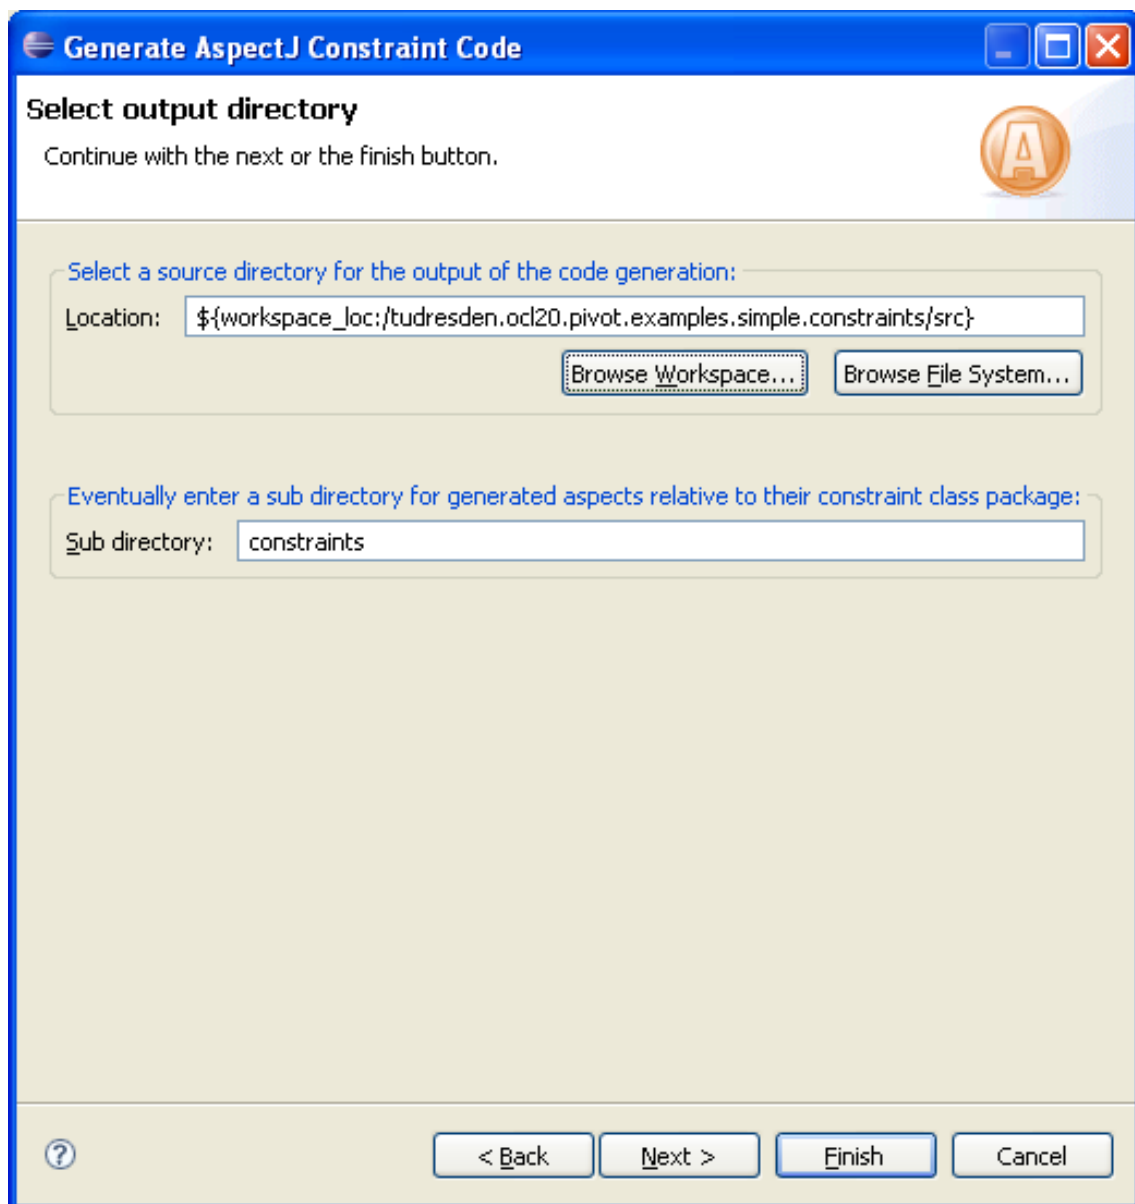 Generate AspectJ Constraint Code
Select output directory
Continue with the next or the finish button.
A
Select a source directory for the output of the code generation:
Location: ${workspace_loc:/tudresden.ocl20.pivot.examples.simple.constraints/src}
Browse Workspace... Browse File System...
Eventually enter a sub directory for generated aspects relative to their constraint class package:
Sub directory: constraints
? < Back Next > Finish Cancel